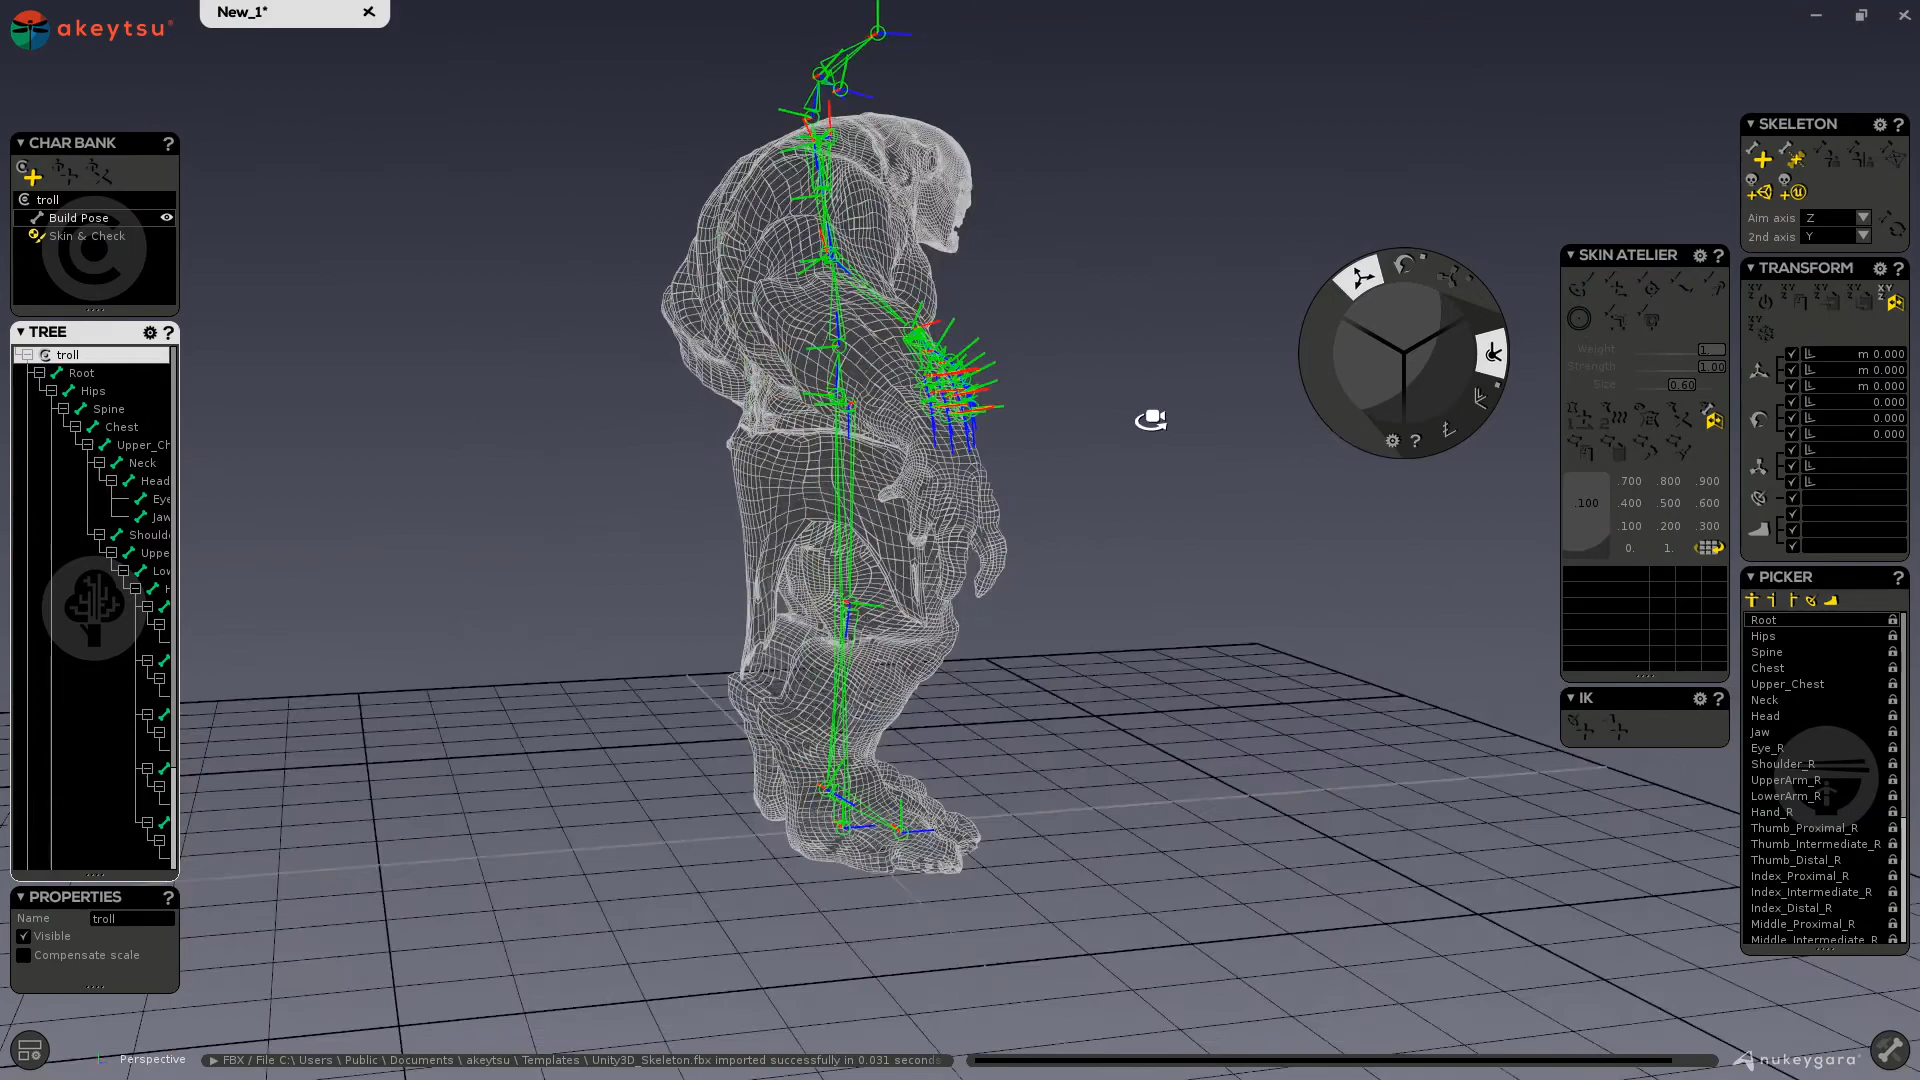 akeytsu
New_1*
CHAR BANK
?
troll
Build Pose
Skin & Check
TREE
?
troll
Root
Hips
Spine
Chest
Upper_Ch
Neck
Head
Eye
Jaw
Should
Uppe
Lo
PROPERTIES
?
Name troll
Visible
Compensate scale
Perspective
FBX / File C:\ Users \ Public \ Documents \ akeytsu \ Templates \ Unity3D_Skeleton.fbx imported successfully in 0.031 seconds
?
SKIN ATELIER
?
Weight 1.
Strength 1.00
Size 0.60
.700 .800 .900
.100 .400 .500 .600
.100 .200 .300
0. 1.
IK
?
SKELETON
?
Aim axis Z
2nd axis Y
TRANSFORM
?
m 0.000
m 0.000
m 0.000
0.000
0.000
0.000
PICKER
?
Root
Hips
Spine
Chest
Upper_Chest
Neck
Head
Jaw
Eye_R
Shoulder_R
UpperArm_R
LowerArm_R
Hand_R
Thumb_Proximal_R
Thumb_Intermediate_R
Thumb_Distal_R
Index_Proximal_R
Index_Intermediate_R
Index_Distal_R
Middle_Proximal_R
Middle_Intermediate_R
nukeygara